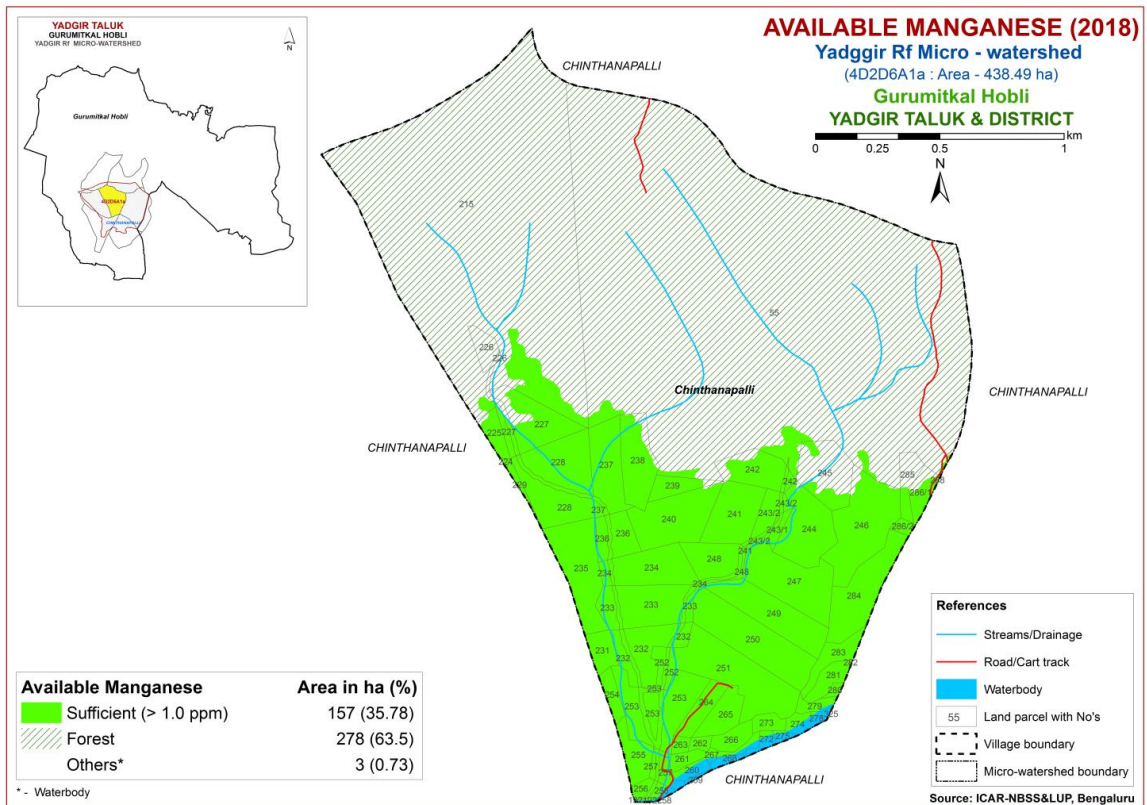 YADGIR TALUK
GURUMITKAL HOBLI
YADGIR Rf MICRO-WATERSHED
N
Gurumitkal Hobli
4D2D6A1a
CHINTHANAPALLI
AVAILABLE MANGANESE (2018)
Yadggir Rf Micro - watershed
(4D2D6A1a : Area - 438.49 ha)
Gurumitkal Hobli
YADGIR TALUK & DISTRICT
km
0 0.25 0.5 1
N
CHINTHANAPALLI
215
55
226
228
Chinthanapalli
CHINTHANAPALLI
CHINTHANAPALLI
225 227 227
224 228 237 238 239 242 242 245 285
229 286/1
228 237 240 241 243/2 243/2 244 246 286/2
236 236 243/1
243/2
235 234 234 248 241
248 247
234 284
233 233 233 249
232 250
231 232 232 252 251 283
252 282
254 253 253 264 281
253 253 265 279
273 274
255 263 262 266
257 261 267 272
256 260
258
CHINTHANAPALLI
Available Manganese Area in ha (%)
Sufficient (> 1.0 ppm) 157 (35.78)
Forest 278 (63.5)
Others* 3 (0.73)
* - Waterbody
References
Streams/Drainage
Road/Cart track
Waterbody
55 Land parcel with No's
Village boundary
Micro-watershed boundary
Source: ICAR-NBSS&LUP, Bengaluru